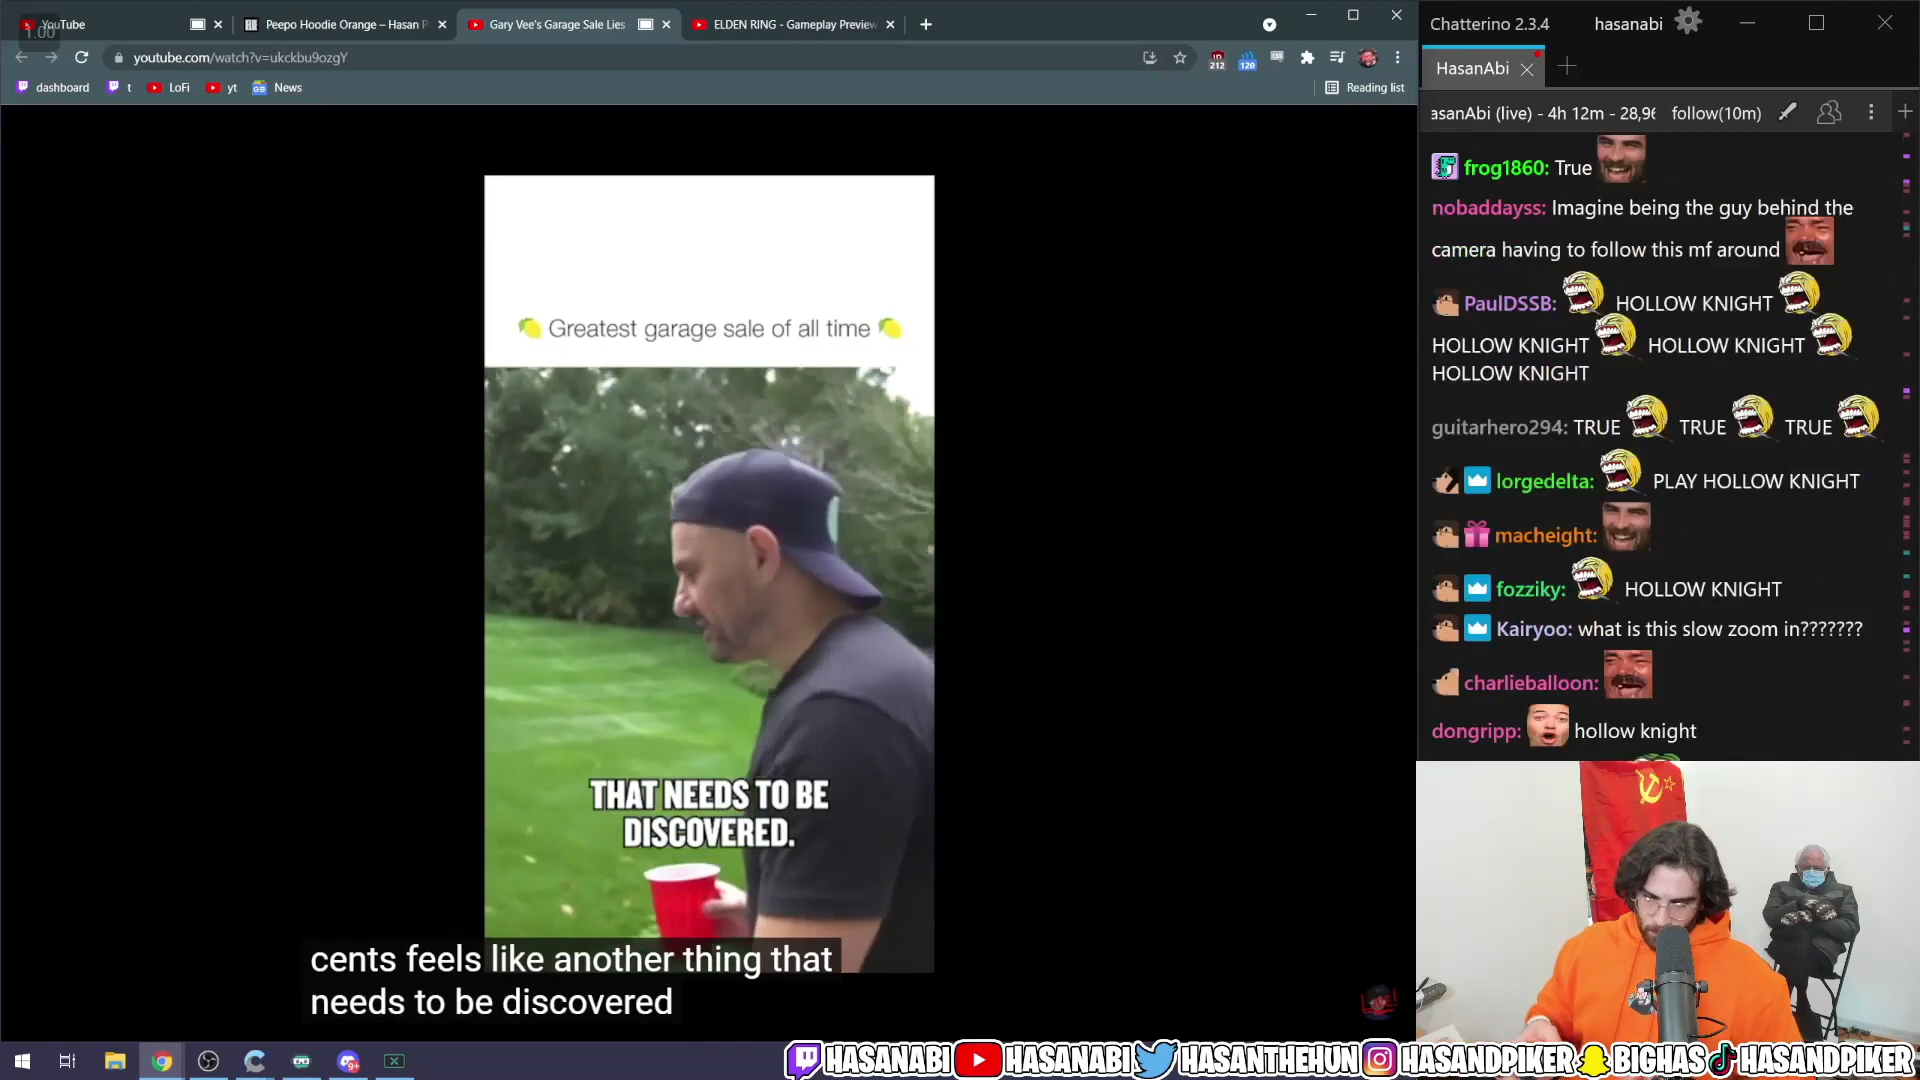 1.00
YouTube
Peepo Hoodie Orange – Hasan P
Gary Vee's Garage Sale Lies
ELDEN RING - Gameplay Preview
youtube.com/watch?v=ukckbu9ozgY
212
120
dashboard
t
LoFi
yt
News
Reading list
Greatest garage sale of all time
THAT NEEDS TO BE
DISCOVERED.
cents feels like another thing that
needs to be discovered
Chatterino 2.3.4
hasanabi
HasanAbi
asanAbi (live) - 4h 12m - 28,96
follow(10m)
frog1860: True
nobaddayss: Imagine being the guy behind the
camera having to follow this mf around
PaulDSSB: HOLLOW KNIGHT
HOLLOW KNIGHT HOLLOW KNIGHT
HOLLOW KNIGHT
guitarhero294: TRUE TRUE TRUE
lorgedelta: PLAY HOLLOW KNIGHT
macheight:
fozziky: HOLLOW KNIGHT
Kairyoo: what is this slow zoom in???????
charlieballoon:
dongripp: hollow knight
HASANABI HASANABI HASANTHEHUN HASANDPIKER BIGHAS HASANDPIKER